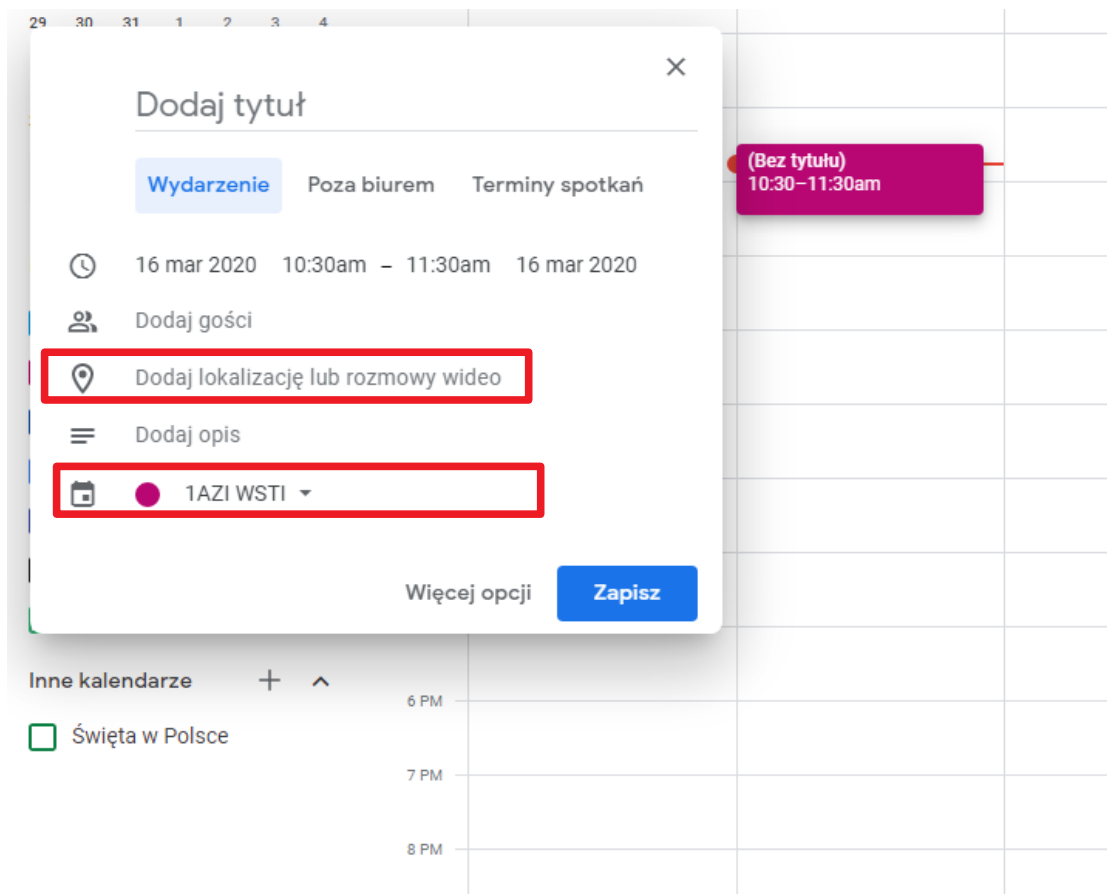 29 30 31 1 2 3 4
Dodaj tytuł
Wydarzenie Poza biurem Terminy spotkań
16 mar 2020 10:30am – 11:30am 16 mar 2020
Dodaj gości
Dodaj lokalizację lub rozmowy wideo
Dodaj opis
1AZI WSTI
Więcej opcji Zapisz
(Bez tytułu)
10:30–11:30am
Inne kalendarze
Święta w Polsce
6 PM
7 PM
8 PM